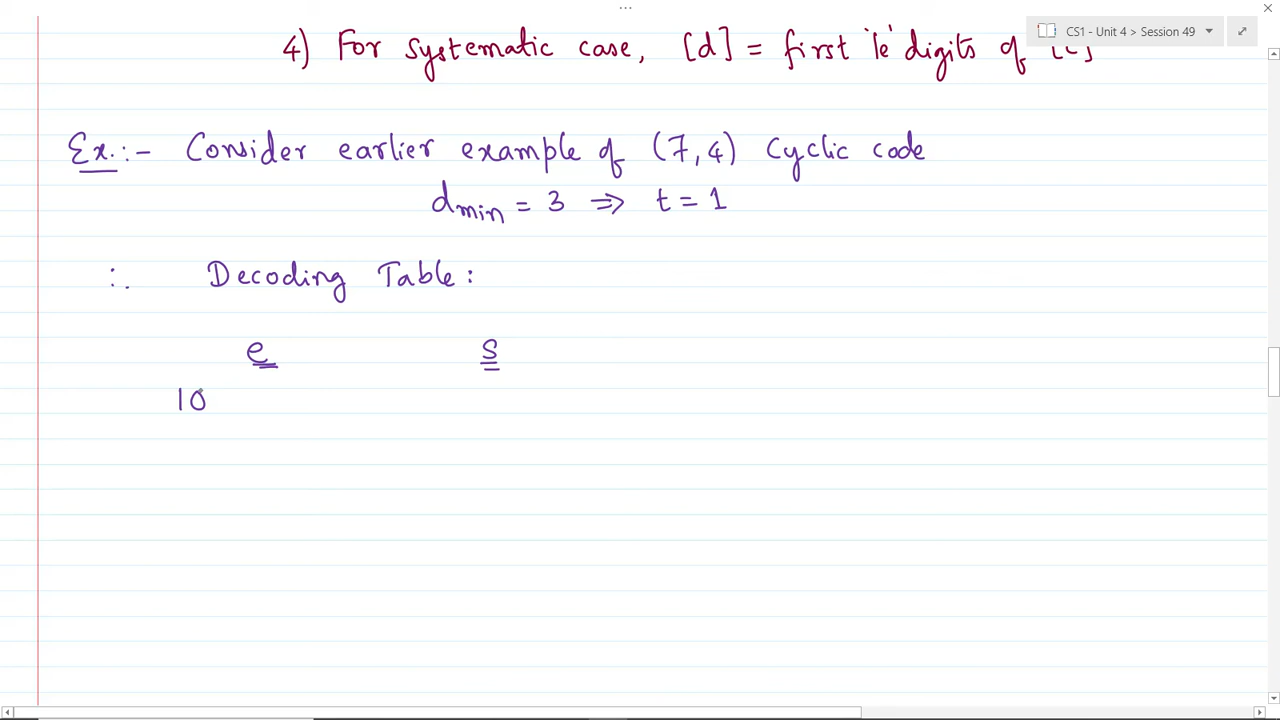 CS1 - Unit 4 > Session 49
4) For systematic case, [d] = first 'k' digits of [c]
Ex:- Consider earlier example of (7,4) Cyclic code
dmin = 3 ⇒ t = 1
∴ Decoding Table:
e s
10